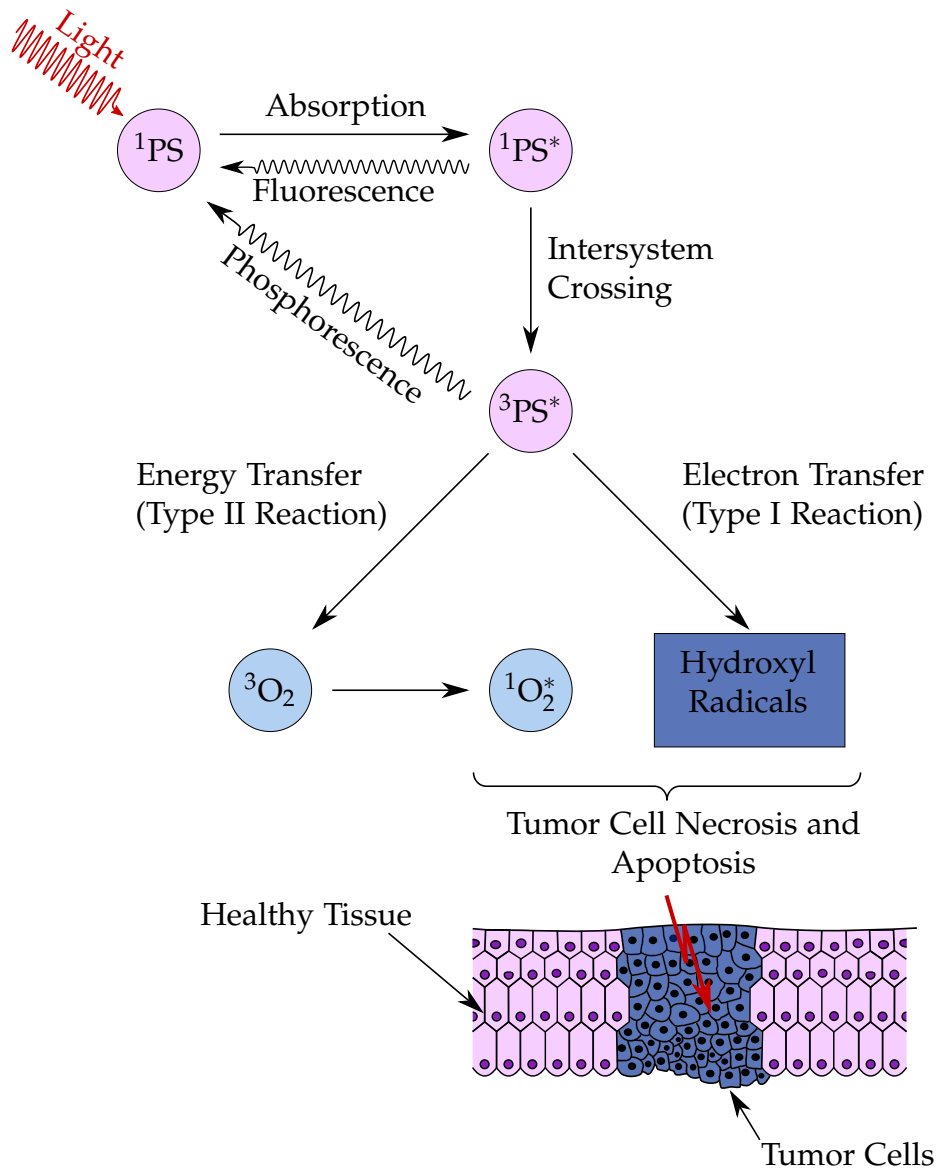 Light
Absorption
¹PS
¹PS*
Fluorescence
Phosphorescence
Intersystem
Crossing
³PS*
Energy Transfer
(Type II Reaction)
Electron Transfer
(Type I Reaction)
³O₂
¹O₂*
Hydroxyl
Radicals
Tumor Cell Necrosis and
Apoptosis
Healthy Tissue
Tumor Cells